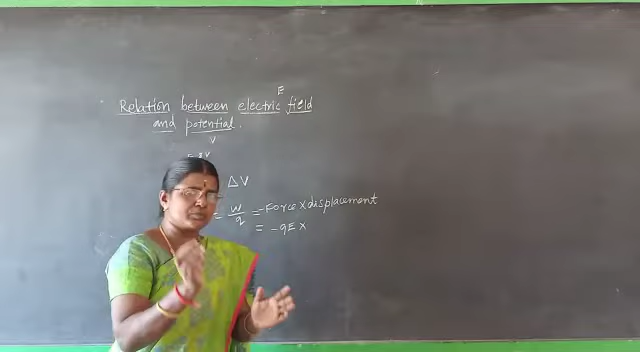 E
Relation between electric field
and potential.
V
ΔV
= W/q = -Force X displacement
= -qEX